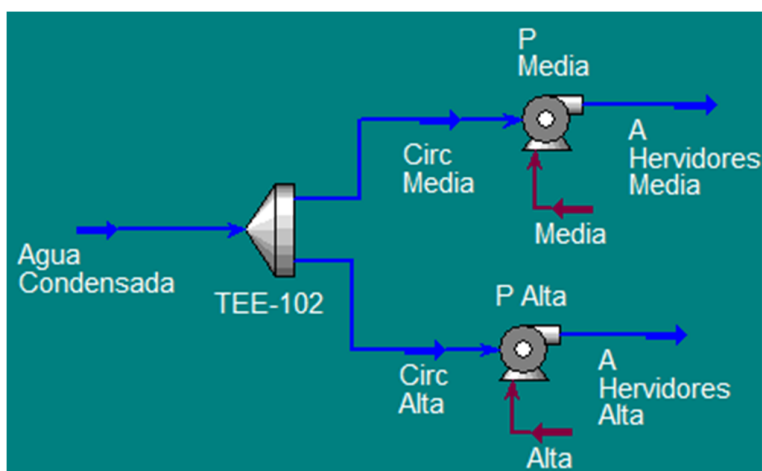 P
Media
Circ
Media
A
Hervidores
Media
Media
Agua
Condensada
TEE-102
P Alta
Circ
Alta
A
Hervidores
Alta
Alta